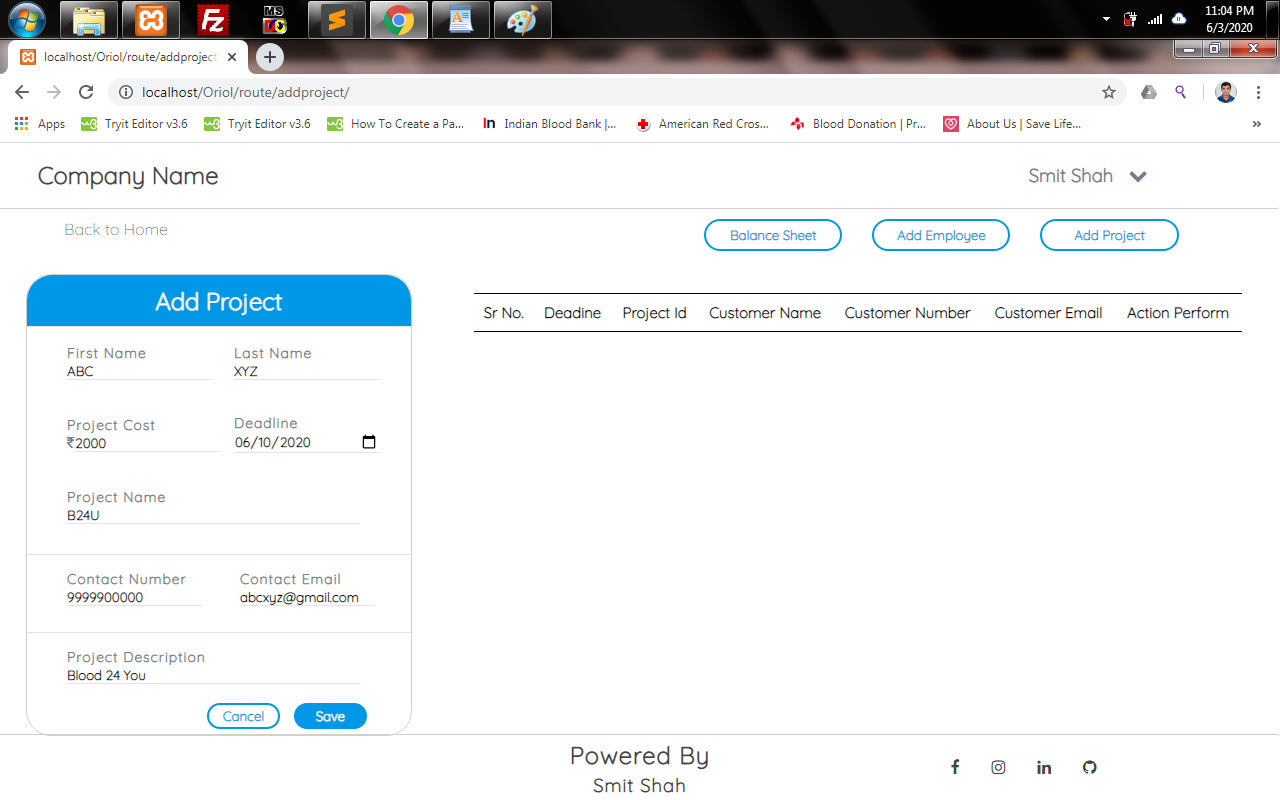 Fz
MS
11:04 PM
6/3/2020
localhost/Oriol/route/addproject
localhost/Oriol/route/addproject/
Apps Tryit Editor v3.6 Tryit Editor v3.6 How To Create a Pa... In Indian Blood Bank |... American Red Cros... Blood Donation | Pr... About Us | Save Life... »
Company Name Smit Shah
Back to Home Balance Sheet Add Employee Add Project
Add Project
Sr No. Deadine Project Id Customer Name Customer Number Customer Email Action Perform
First Name Last Name
ABC XYZ
Project Cost Deadline
₹2000 06/10/2020
Project Name
B24U
Contact Number Contact Email
9999900000 abcxyz@gmail.com
Project Description
Blood 24 You
Cancel Save
Powered By
Smit Shah